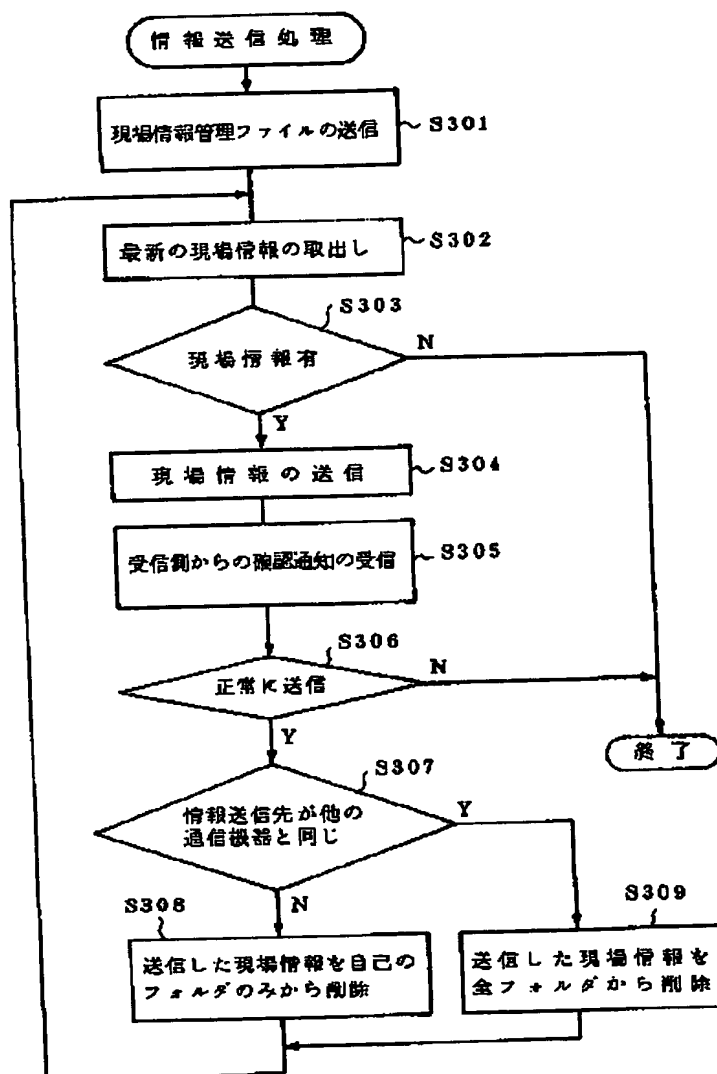 情報送信処理
現場情報管理ファイルの送信
S301
最新の現場情報の取出し
S302
S303
現場情報有
N
Y
現場情報の送信
S304
受信側からの確認通知の受信
S305
S306
正常に送信
N
Y
終了
S307
情報送信先が他の
通信機器と同じ
Y
N
S308
送信した現場情報を自己の
フォルダのみから削除
S309
送信した現場情報を
全フォルダから削除